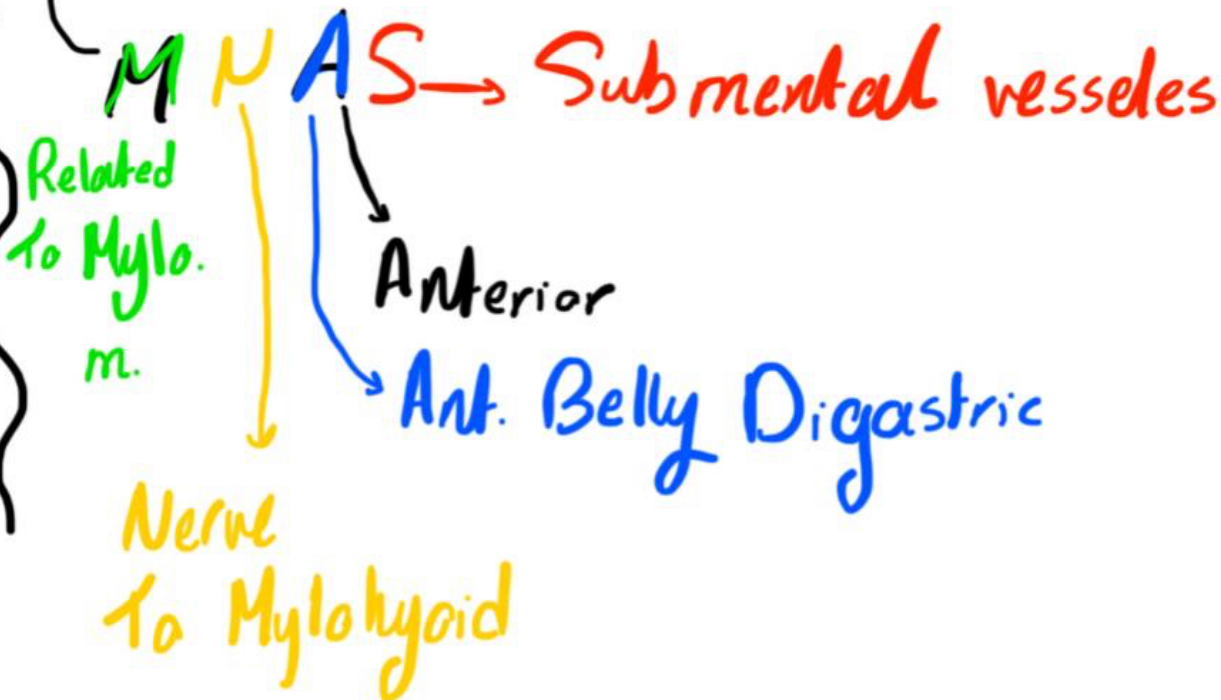 M N A S → Submental vesseles
Related
To Mylo.
m.
Anterior
Ant. Belly Digastric
Nerve
To Mylohyoid